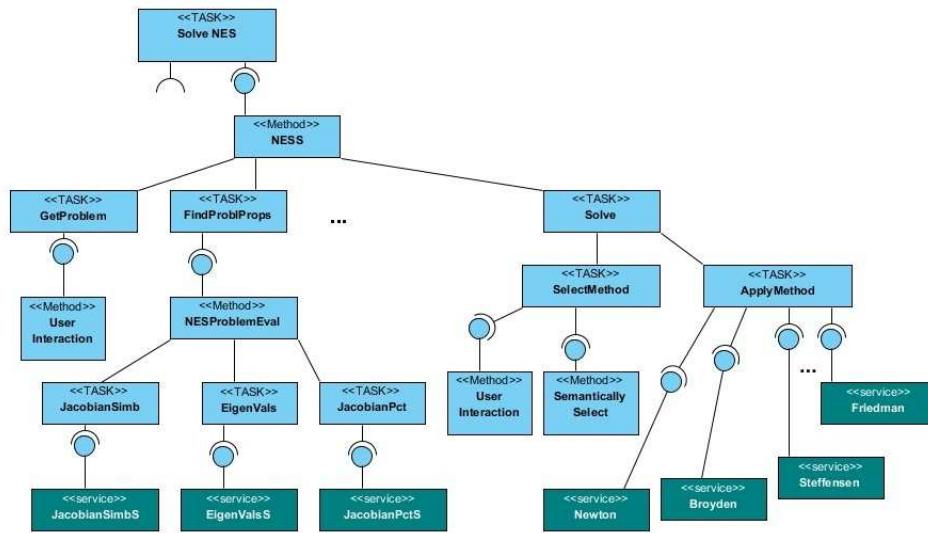 <<TASK>>
Solve NES
<<Method>>
NESS
<<TASK>>
GetProblem
<<TASK>>
FindProblProps
...
<<TASK>>
Solve
<<TASK>>
SelectMethod
<<TASK>>
ApplyMethod
<<Method>>
User
Interaction
<<Method>>
NESProblemEval
<<Method>>
User
Interaction
<<Method>>
Semantically
Select
...
<<service>>
Friedman
<<TASK>>
JacobianSimb
<<TASK>>
EigenVals
<<TASK>>
JacobianPct
<<service>>
Steffensen
<<service>>
JacobianSimbS
<<service>>
EigenValsS
<<service>>
JacobianPctS
<<service>>
Newton
<<service>>
Broyden